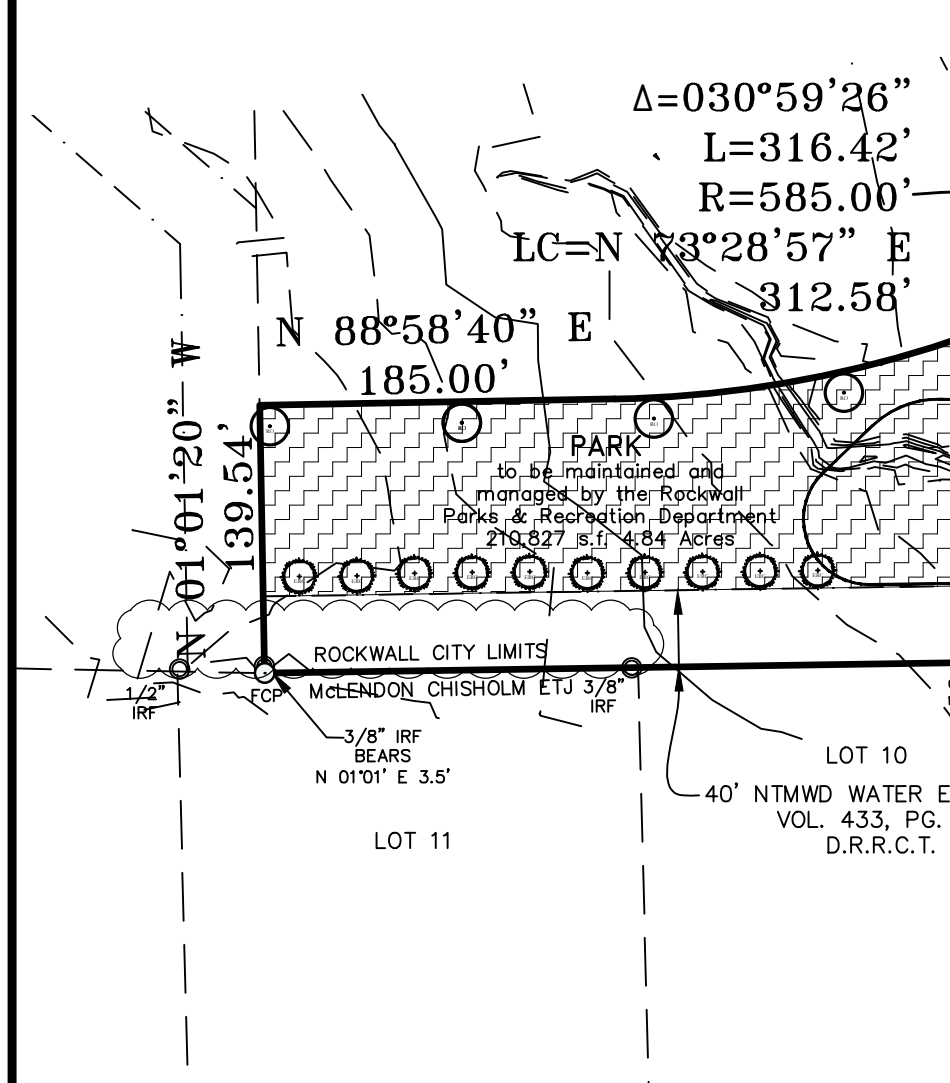 Δ=030°59'26"
L=316.42'
R=585.00'
LC=N 73°28'57" E
312.58'
N 88°58'40" E
185.00'
N 01°01'20" W
139.54'
PARK
to be maintained and
managed by the Rockwall
Parks & Recreation Department
210,827 s.f. 4.84 Acres
ROCKWALL CITY LIMITS
McLENDON CHISHOLM ETJ
1/2"
IRF
FCP
3/8"
IRF
3/8" IRF
BEARS
N 01°01' E 3.5'
LOT 10
40' NTMWD WATER E
VOL. 433, PG.
D.R.R.C.T.
LOT 11